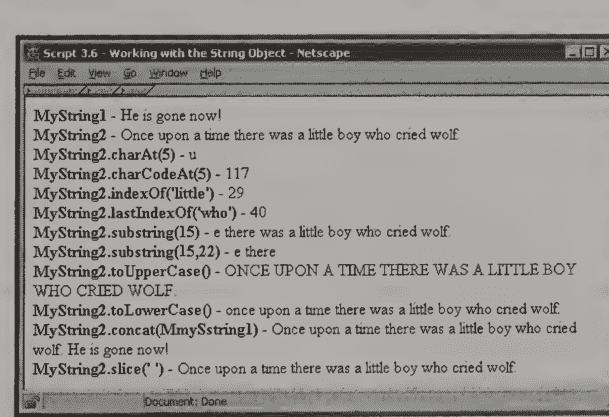 Script 3.6 - Working with the String Object - Netscape
File Edit View Go Window Help
MyString1 - He is gone now!
MyString2 - Once upon a time there was a little boy who cried wolf.
MyString2.charAt(5) - u
MyString2.charCodeAt(5) - 117
MyString2.indexOf('little') - 29
MyString2.lastIndexOf('who') - 40
MyString2.substring(15) - e there was a little boy who cried wolf.
MyString2.substring(15,22) - e there
MyString2.toUpperCase() - ONCE UPON A TIME THERE WAS A LITTLE BOY
WHO CRIED WOLF.
MyString2.toLowerCase() - once upon a time there was a little boy who cried wolf.
MyString2.concat(MmySstring1) - Once upon a time there was a little boy who cried
wolf. He is gone now!
MyString2.slice(' ') - Once upon a time there was a little boy who cried wolf.
Document: Done